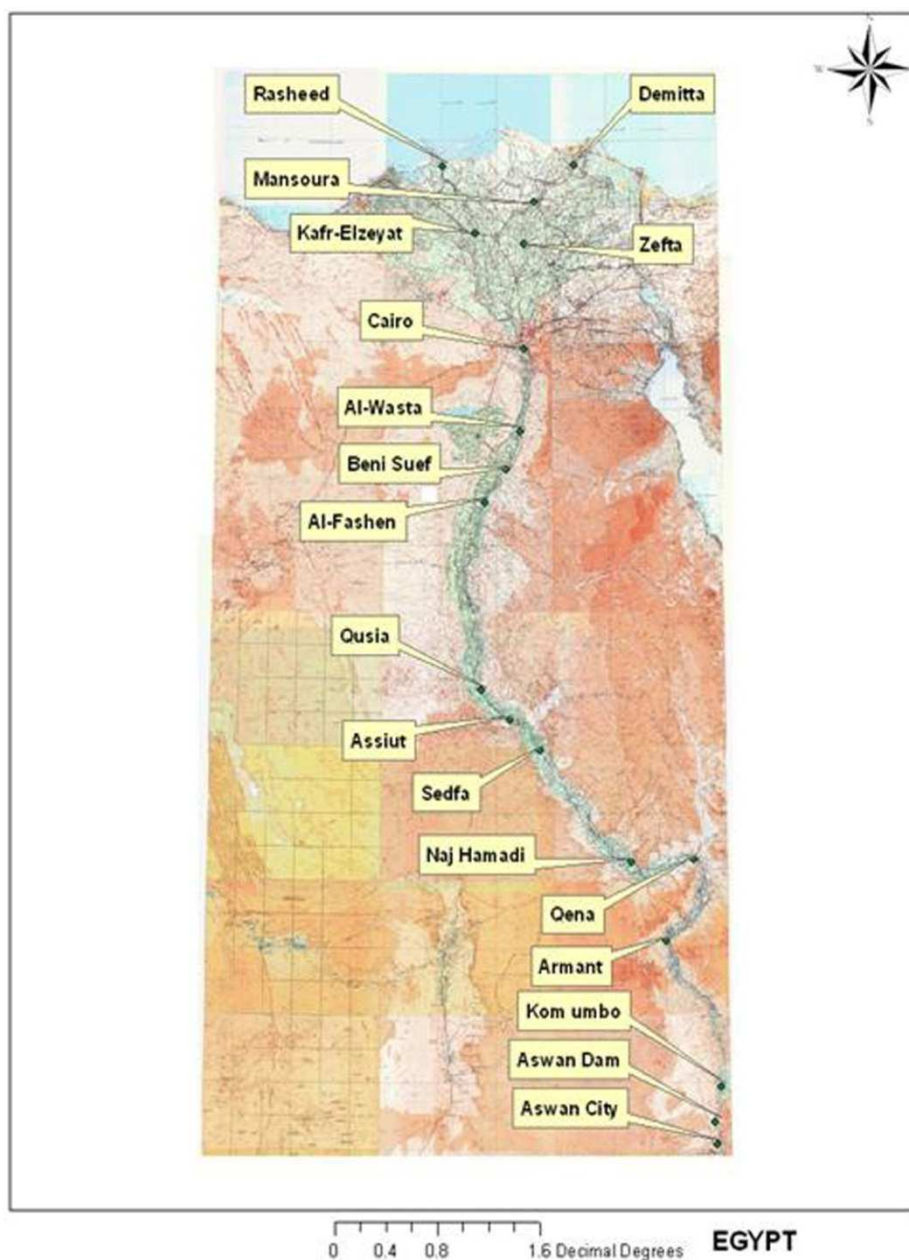 N
W
S
Rasheed
Demitta
Mansoura
Kafr-Elzeyat
Zefta
Cairo
Al-Wasta
Beni Suef
Al-Fashen
Qusia
Assiut
Sedfa
Naj Hamadi
Qena
Armant
Kom umbo
Aswan Dam
Aswan City
0 0.4 0.8 1.6 Decimal Degrees
EGYPT